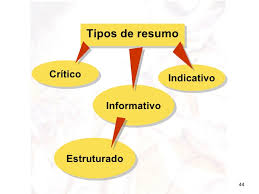 Tipos de resumo
Crítico
Indicativo
Informativo
Estruturado
44